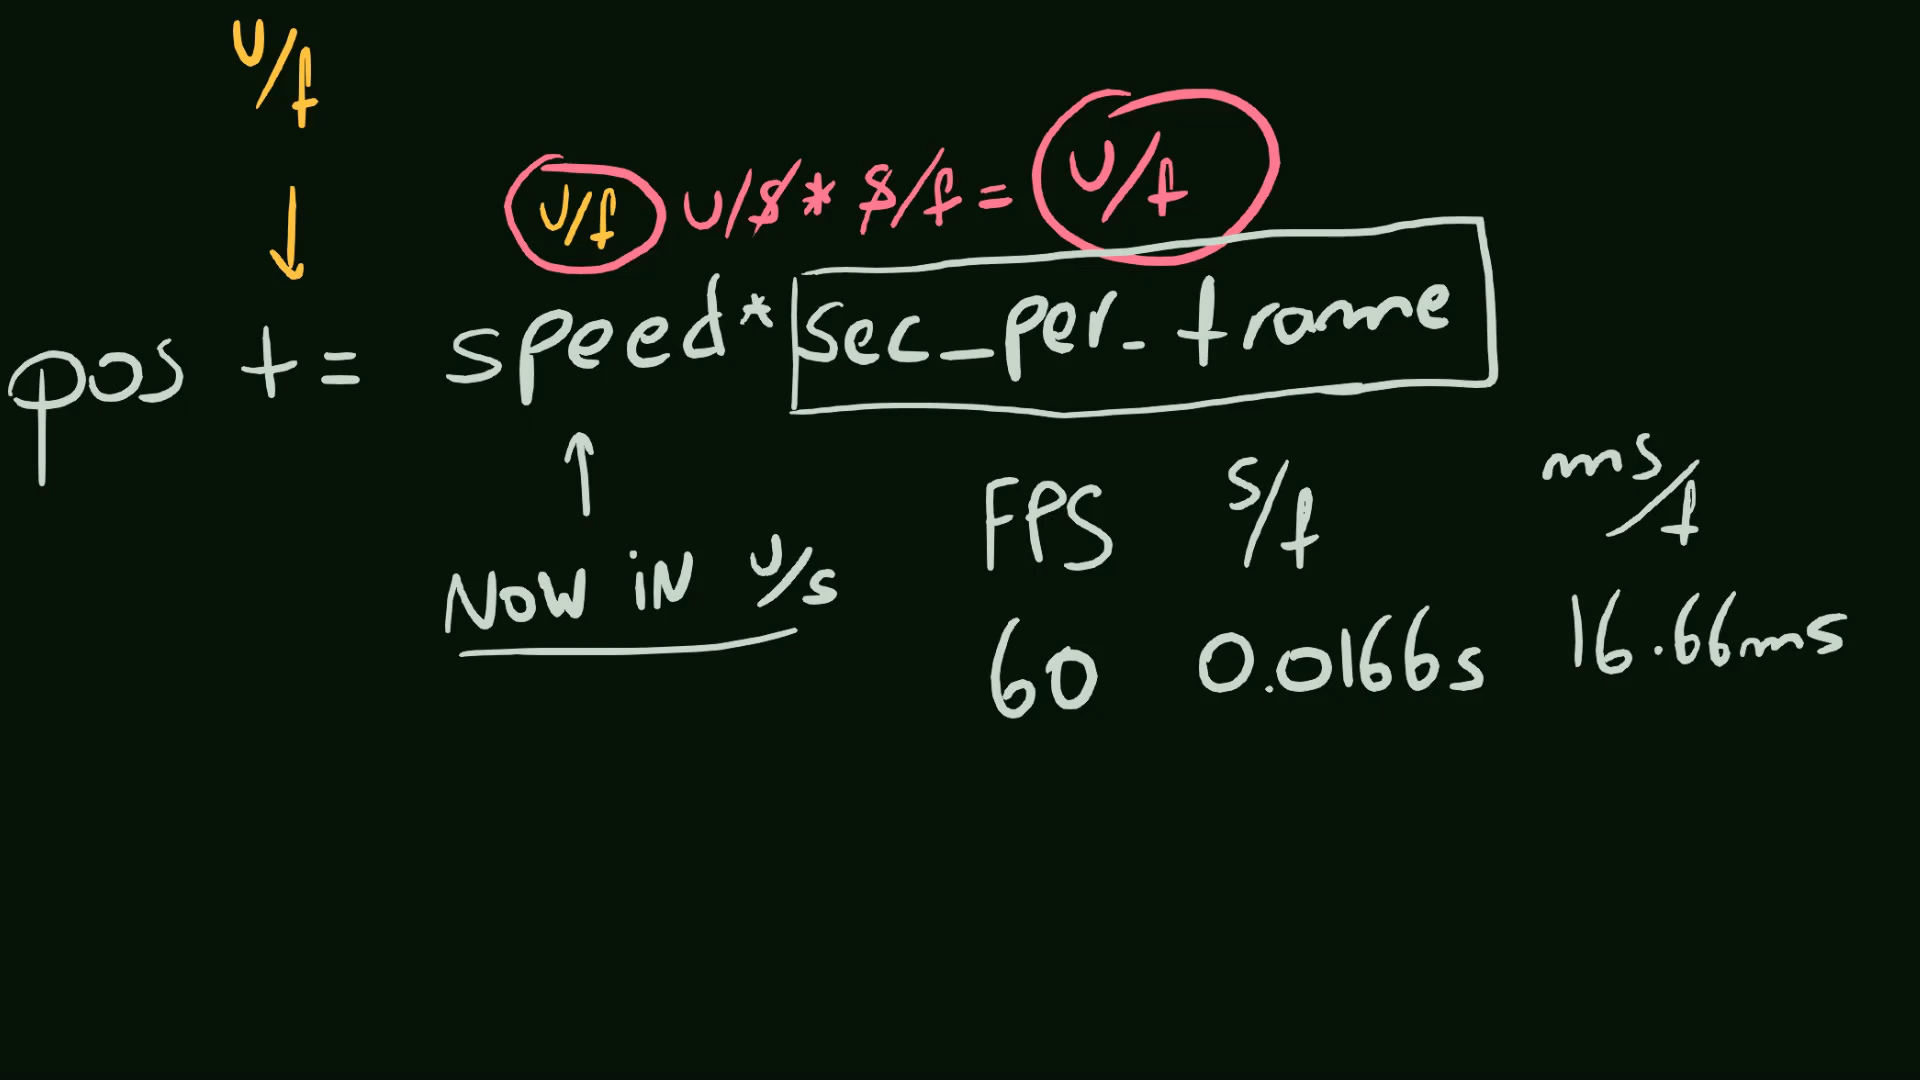 U/f
U/f U/s * s/f = U/f
pos += speed * sec_per_frame
NOW iN U/s
FPS s/f ms/f
60 0.0166s 16.66ms